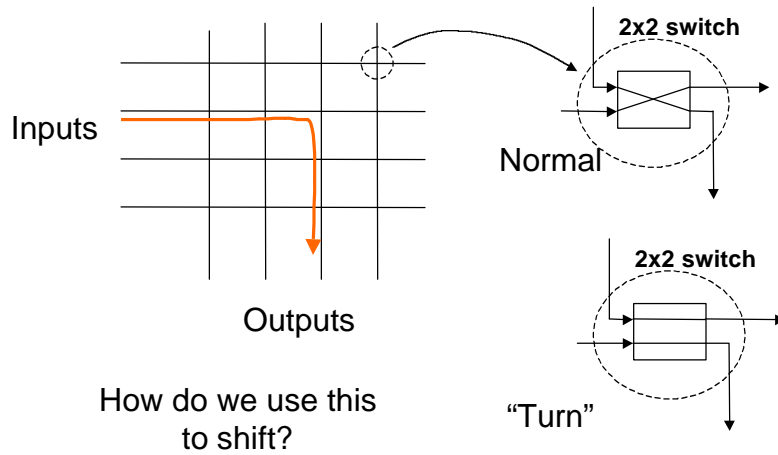 2x2 switch
Inputs
Normal
2x2 switch
Outputs
How do we use this
to shift?
“Turn”